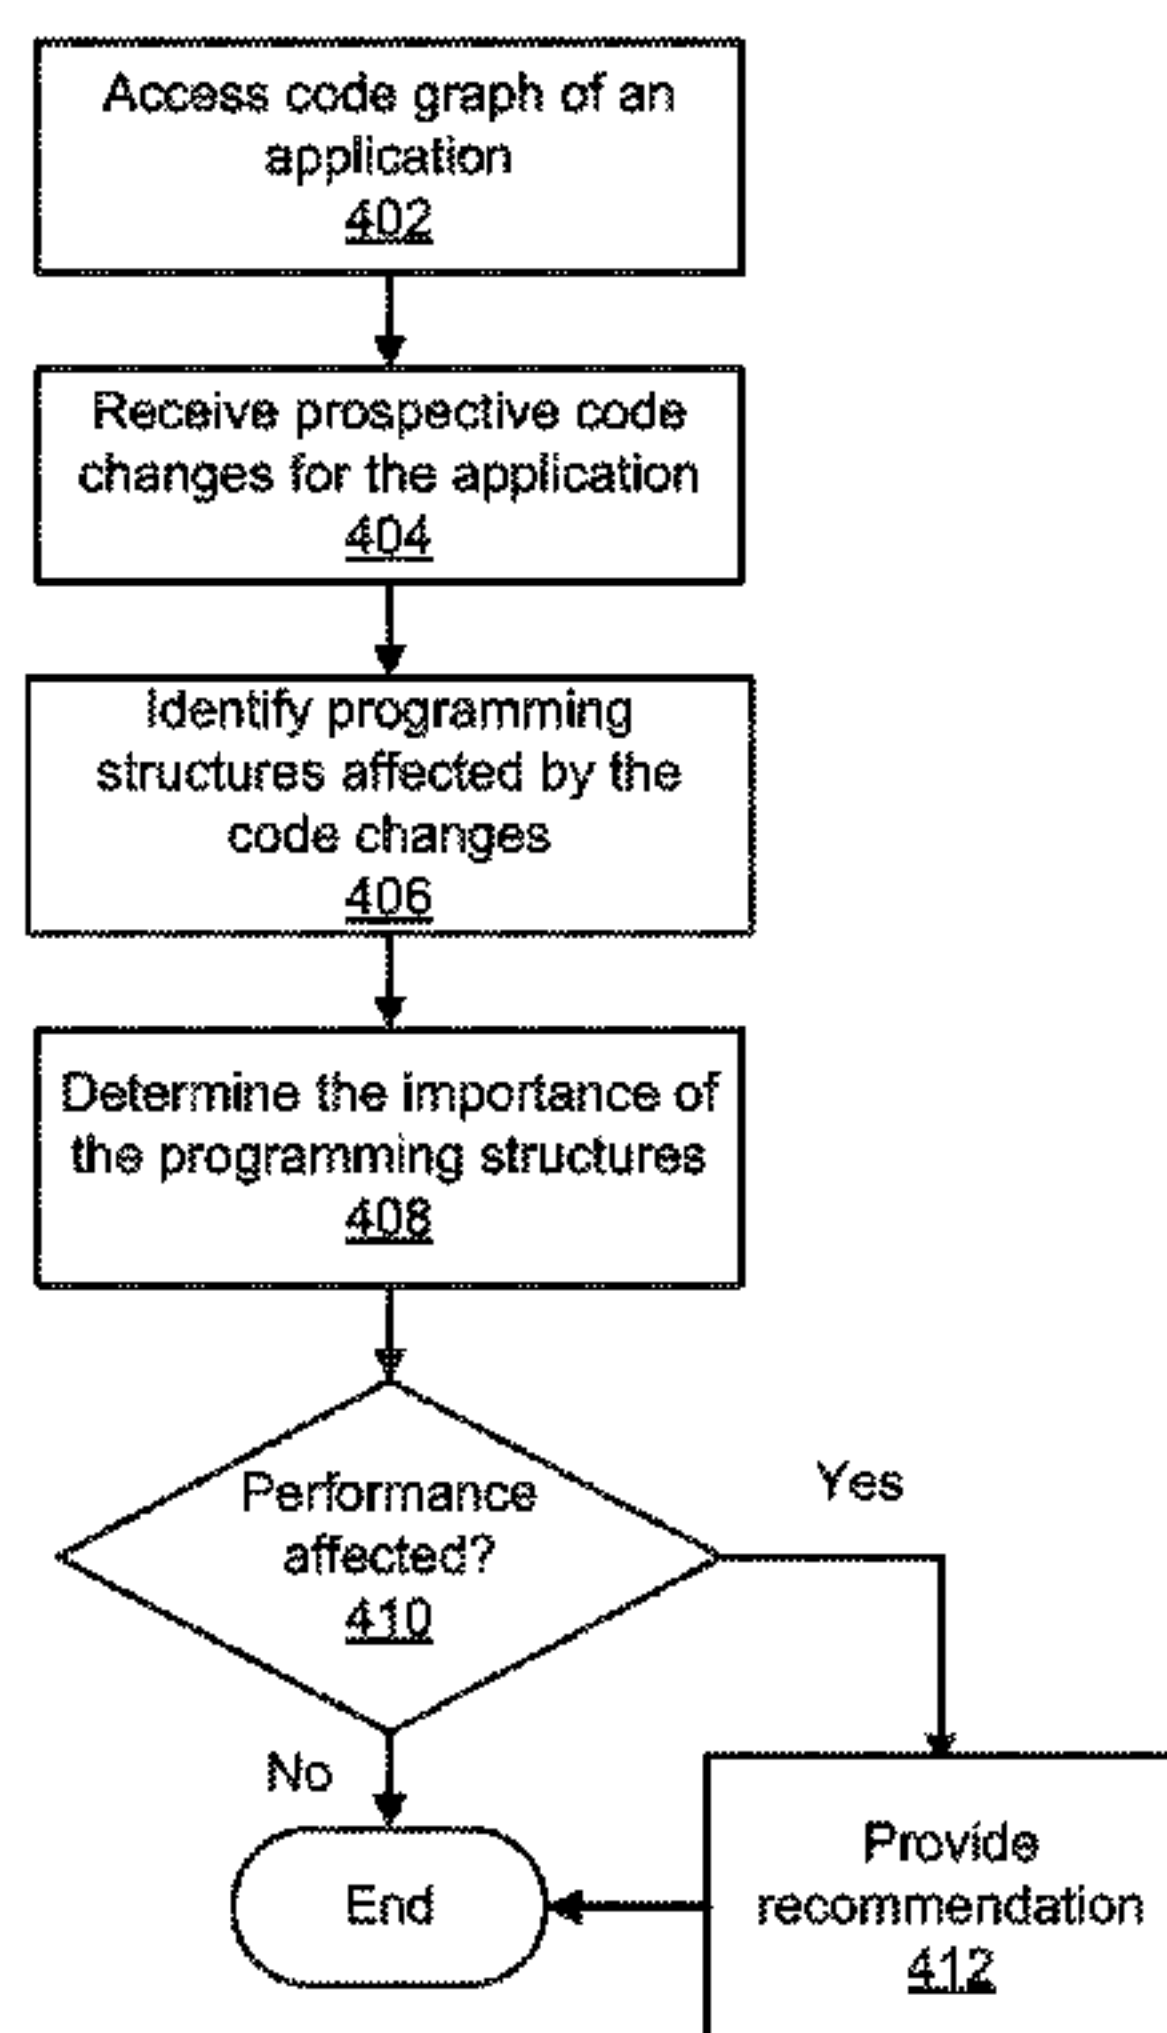 Access code graph of an
application
402
Receive prospective code
changes for the application
404
Identify programming
structures affected by the
code changes
406
Determine the importance of
the programming structures
408
Performance
affected?
410
Yes
No
End
Provide
recommendation
412